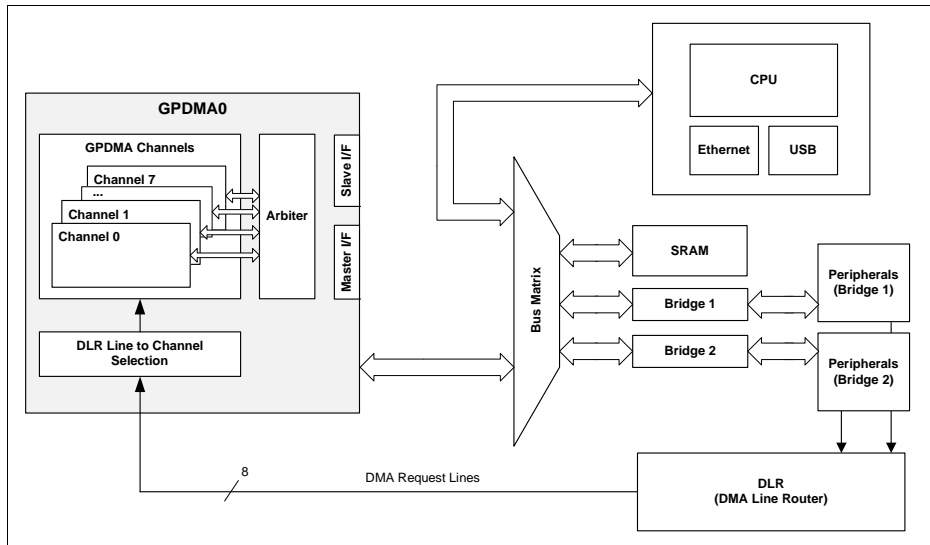 GPDMA0
GPDMA Channels
Channel 7
...
Channel 1
Channel 0
Arbiter
Slave I/F
Master I/F
DLR Line to Channel
Selection
CPU
Ethernet
USB
Bus Matrix
SRAM
Bridge 1
Bridge 2
Peripherals
(Bridge 1)
Peripherals
(Bridge 2)
8
DMA Request Lines
DLR
(DMA Line Router)